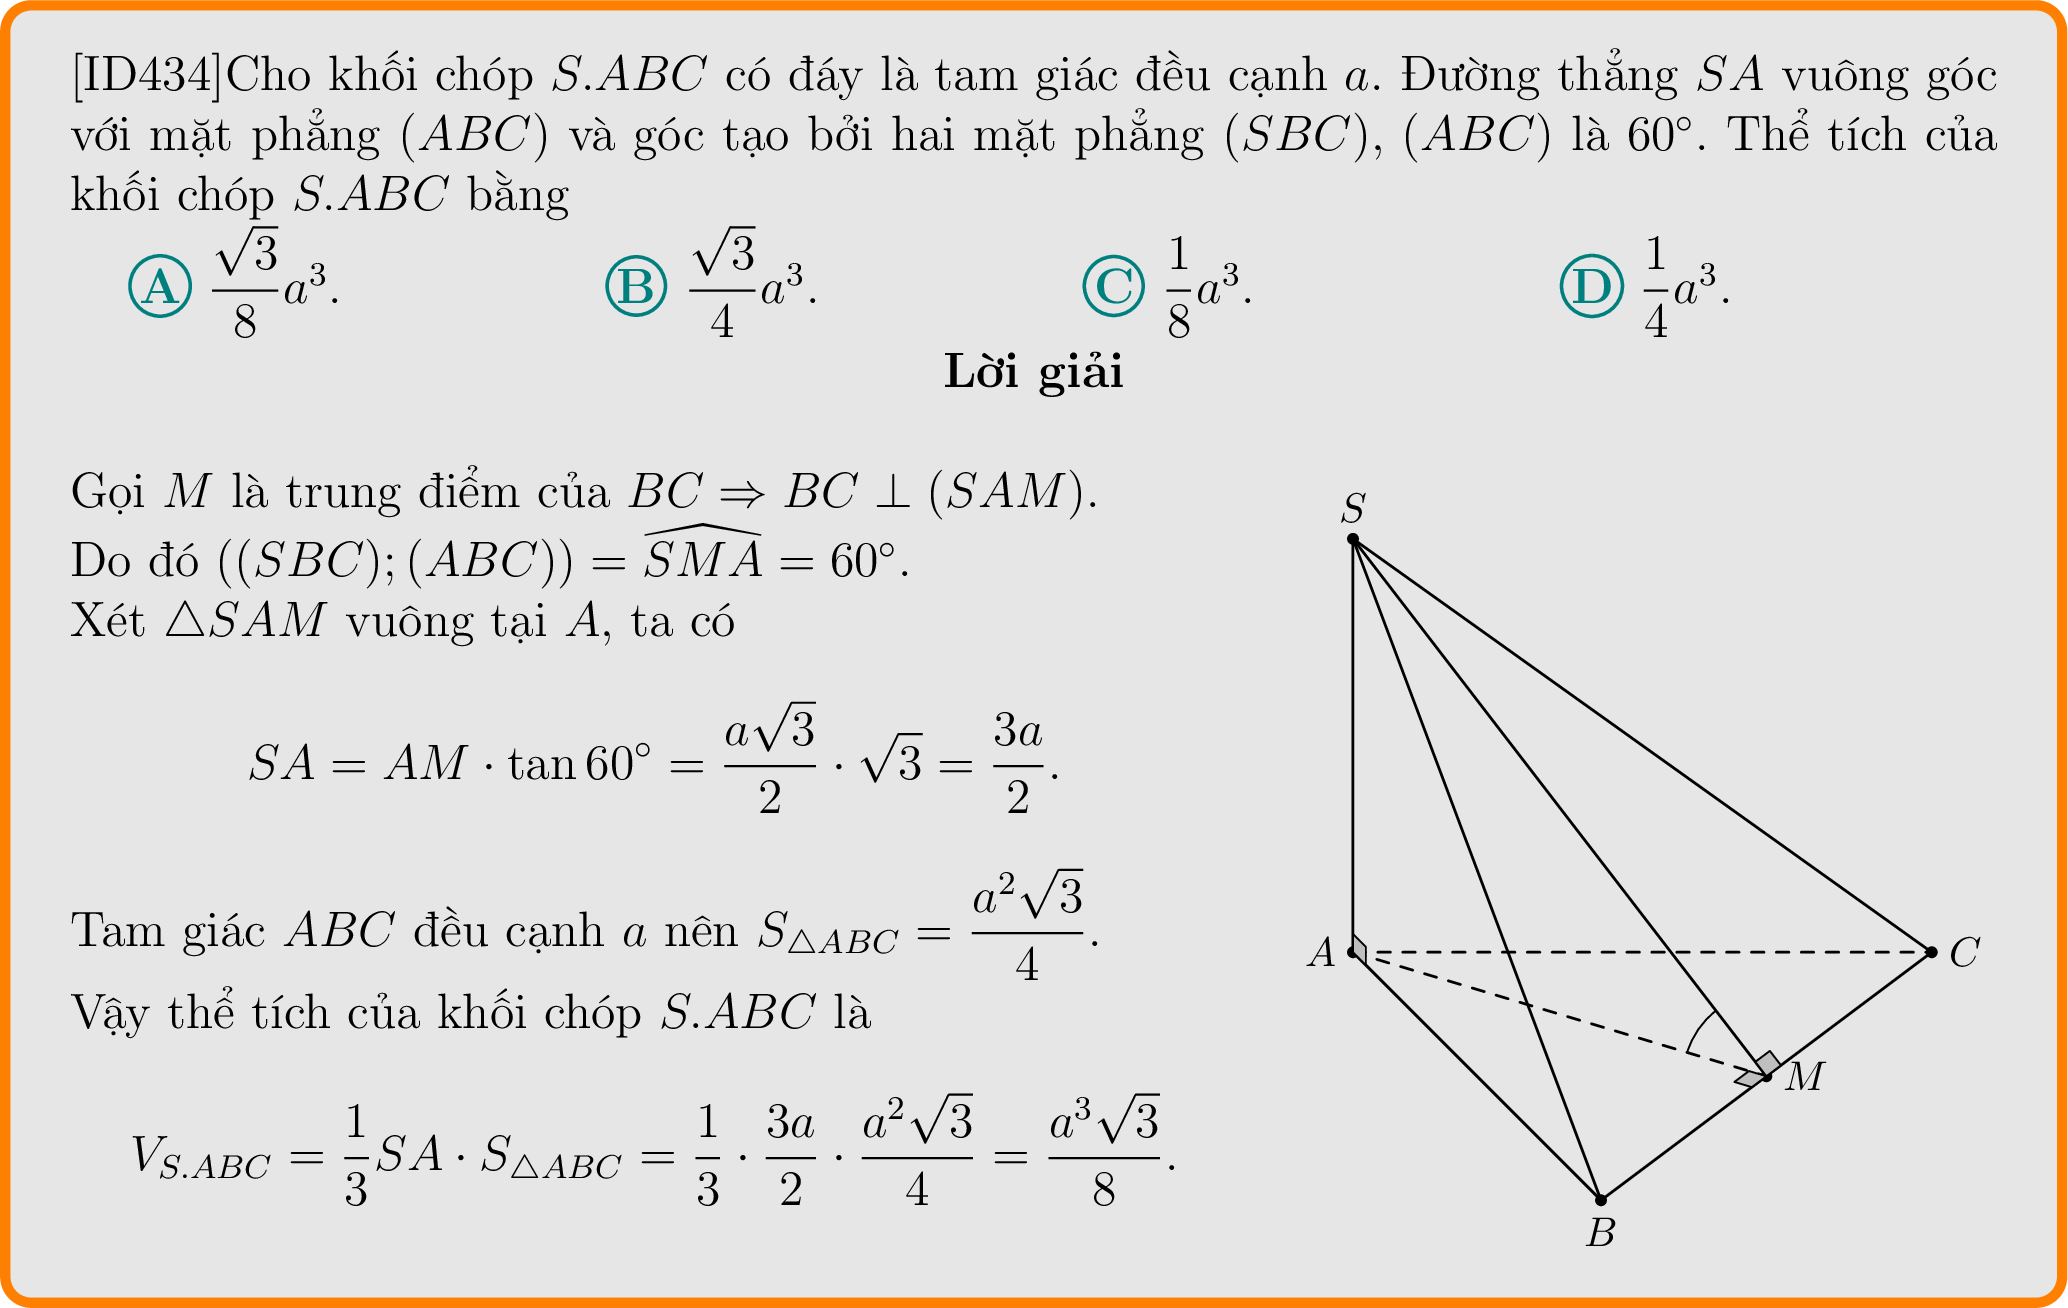 [ID434]Cho khối chóp S.ABC có đáy là tam giác đều cạnh a. Đường thẳng SA vuông góc
với mặt phẳng (ABC) và góc tạo bởi hai mặt phẳng (SBC), (ABC) là 60°. Thể tích của
khối chóp S.ABC bằng
A $\frac{\sqrt{3}}{8}a^3$. B $\frac{\sqrt{3}}{4}a^3$. C $\frac{1}{8}a^3$. D $\frac{1}{4}a^3$.
Lời giải
Gọi M là trung điểm của BC ⇒ BC ⊥ (SAM).
Do đó ((SBC); (ABC)) = $\widehat{SMA}$ = 60°.
Xét △SAM vuông tại A, ta có
$SA = AM \cdot \tan 60^\circ = \frac{a\sqrt{3}}{2} \cdot \sqrt{3} = \frac{3a}{2}.$
Tam giác ABC đều cạnh a nên $S_{\triangle ABC} = \frac{a^2\sqrt{3}}{4}$.
Vậy thể tích của khối chóp S.ABC là
$V_{S.ABC} = \frac{1}{3}SA \cdot S_{\triangle ABC} = \frac{1}{3} \cdot \frac{3a}{2} \cdot \frac{a^2\sqrt{3}}{4} = \frac{a^3\sqrt{3}}{8}.$
S
A
C
M
B